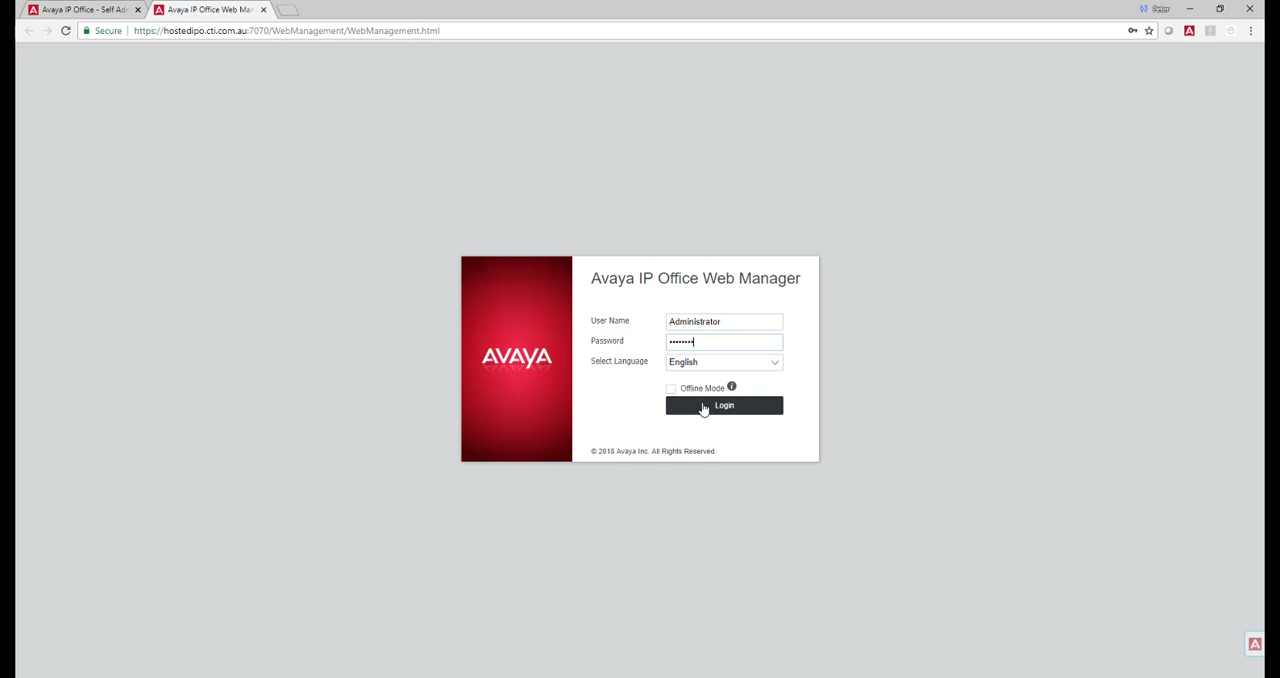 Avaya IP Office - Self Ad
Avaya IP Office Web Man
Peter
Secure
https://hostedipo.cti.com.au:7070/WebManagement/WebManagement.html
Avaya IP Office Web Manager
AVAYA
User Name
Administrator
Password
••••••••
Select Language
English
Offline Mode
Login
© 2018 Avaya Inc. All Rights Reserved.